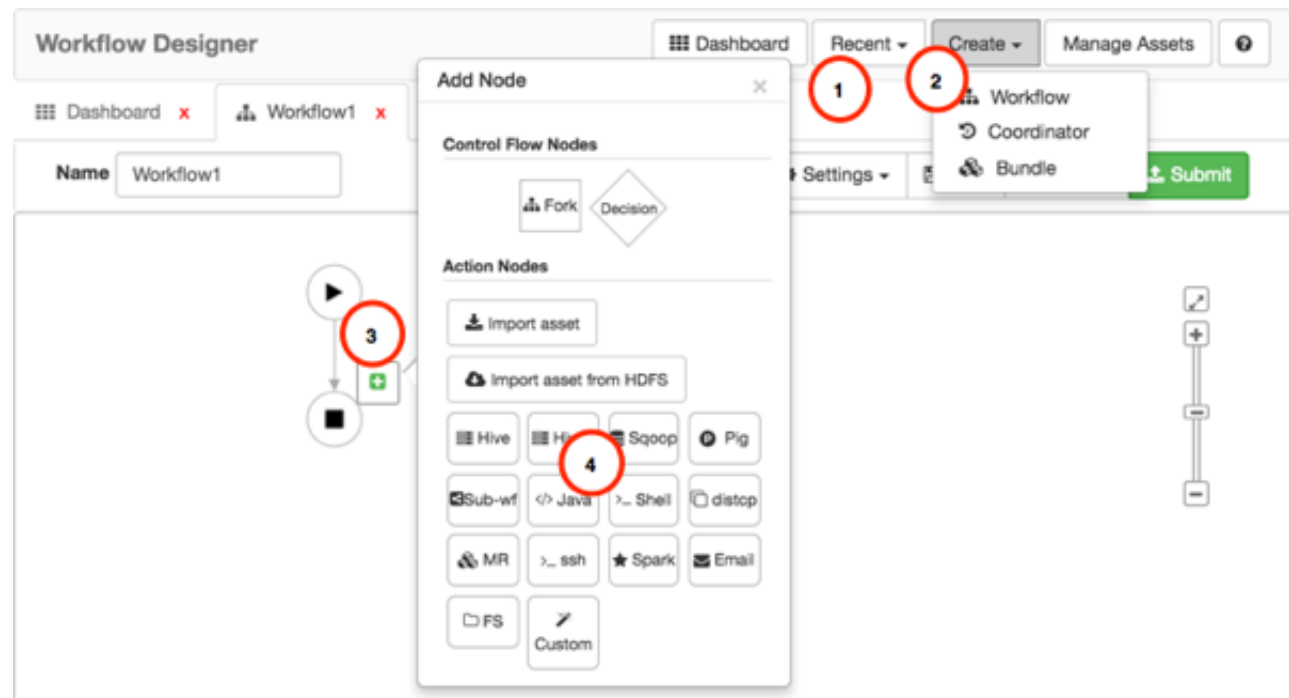 Workflow Designer
Dashboard Recent Create Manage Assets
Add Node
1
2
Workflow
Coordinator
Bundle
Dashboard x Workflow1 x
Name Workflow1
Settings
Submit
Control Flow Nodes
Fork Decision
Action Nodes
3
Import asset
Import asset from HDFS
Hive Sqoop Pig
4
Sub-wf Java Shell distcp
MR ssh Spark Email
FS Custom